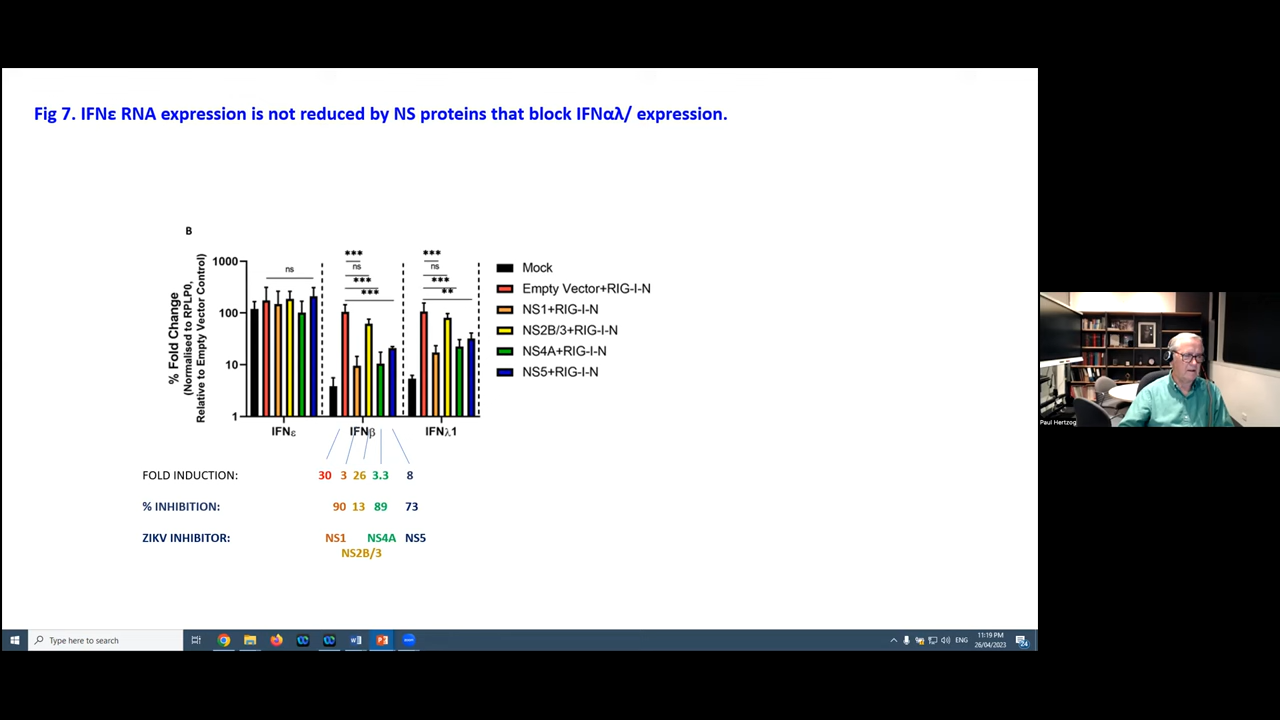 Fig 7. IFNε RNA expression is not reduced by NS proteins that block IFNαλ/ expression.
B
% Fold Change
(Normalised to RPLP0,
Relative to Empty Vector Control)
1000
100
10
1
ns
***
ns
***
***
***
ns
***
**
IFNε
IFNβ
IFNλ1
Mock
Empty Vector+RIG-I-N
NS1+RIG-I-N
NS2B/3+RIG-I-N
NS4A+RIG-I-N
NS5+RIG-I-N
FOLD INDUCTION: 30 3 26 3.3 8
% INHIBITION: 90 13 89 73
ZIKV INHIBITOR: NS1 NS4A NS5
NS2B/3
Paul Hertzog
Type here to search
ENG
11:19 PM
26/04/2023
24